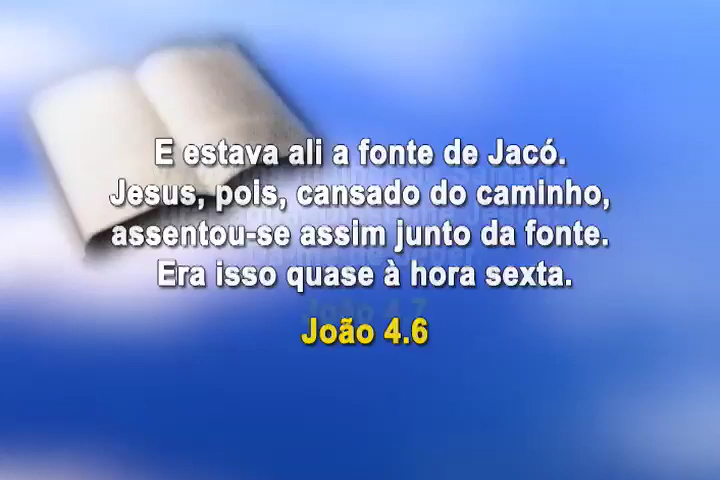 E estava ali a fonte de Jacó.
Jesus, pois, cansado do caminho,
assentou-se assim junto da fonte.
Era isso quase à hora sexta.
João 4.6